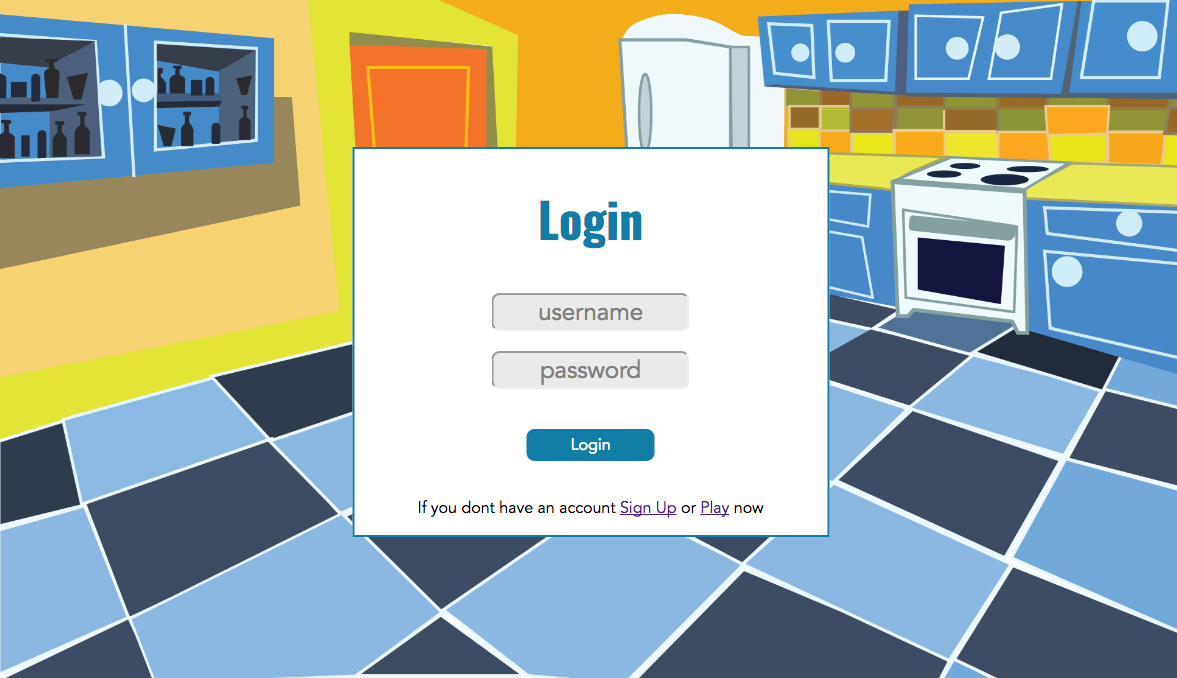 Login
username
password
Login
If you dont have an account Sign Up or Play now